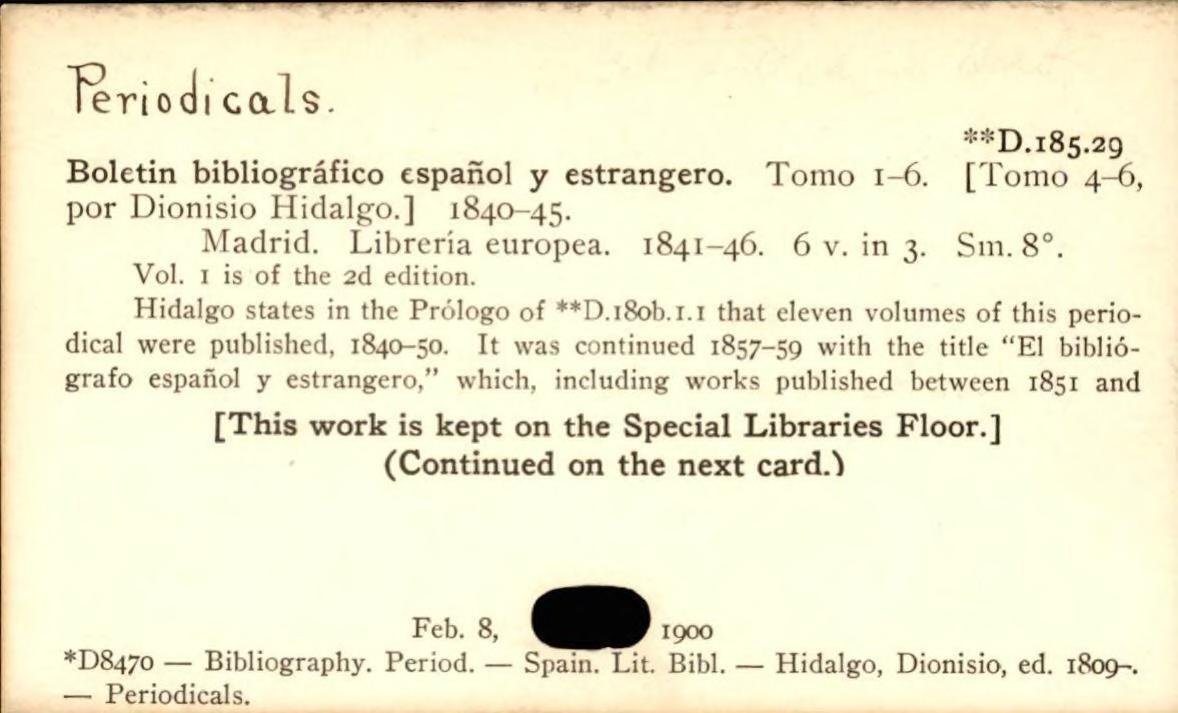 Periodicals.
**D.185.29
Boletin bibliográfico español y estrangero. Tomo 1–6. [Tomo 4–6,
por Dionisio Hidalgo.] 1840–45.
Madrid. Librería europea. 1841–46. 6 v. in 3. Sm. 8°.
Vol. 1 is of the 2d edition.
Hidalgo states in the Prólogo of **D.180b.1.1 that eleven volumes of this perio-
dical were published, 1840–50. It was continued 1857–59 with the title “El biblió-
grafo español y estrangero,” which, including works published between 1851 and
[This work is kept on the Special Libraries Floor.]
(Continued on the next card.)
Feb. 8, 1900
*D8470 — Bibliography. Period. — Spain. Lit. Bibl. — Hidalgo, Dionisio, ed. 1809–.
— Periodicals.